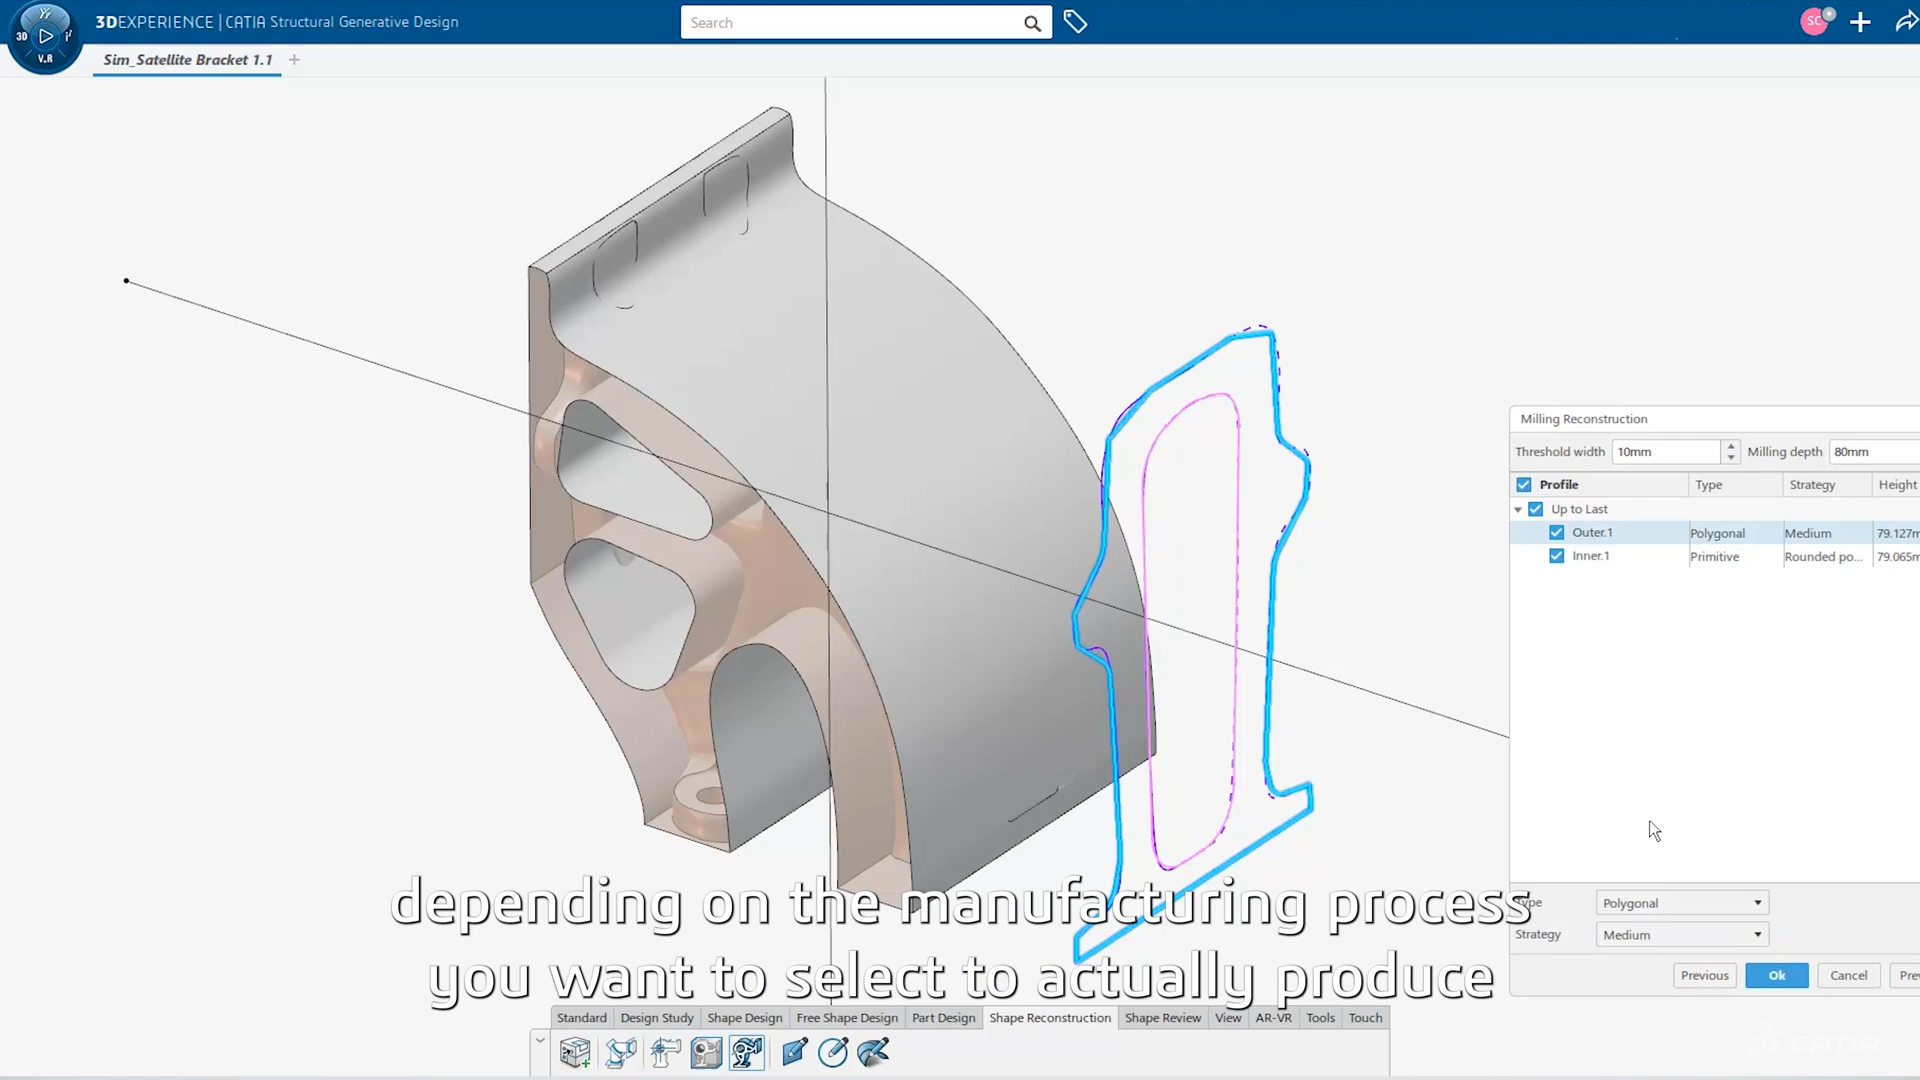 3DEXPERIENCE | CATIA Structural Generative Design
Search
SC
3D
V.R
Sim_Satellite Bracket 1.1
Milling Reconstruction
Threshold width 10mm Milling depth 80mm
Profile Type Strategy Height
Up to Last
Outer.1 Polygonal Medium 79.127m
Inner.1 Primitive Rounded po... 79.065m
Type Polygonal
Strategy Medium
Previous Ok Cancel Pre
depending on the manufacturing process
you want to select to actually produce
Standard Design Study Shape Design Free Shape Design Part Design Shape Reconstruction Shape Review View AR-VR Tools Touch
CATIA